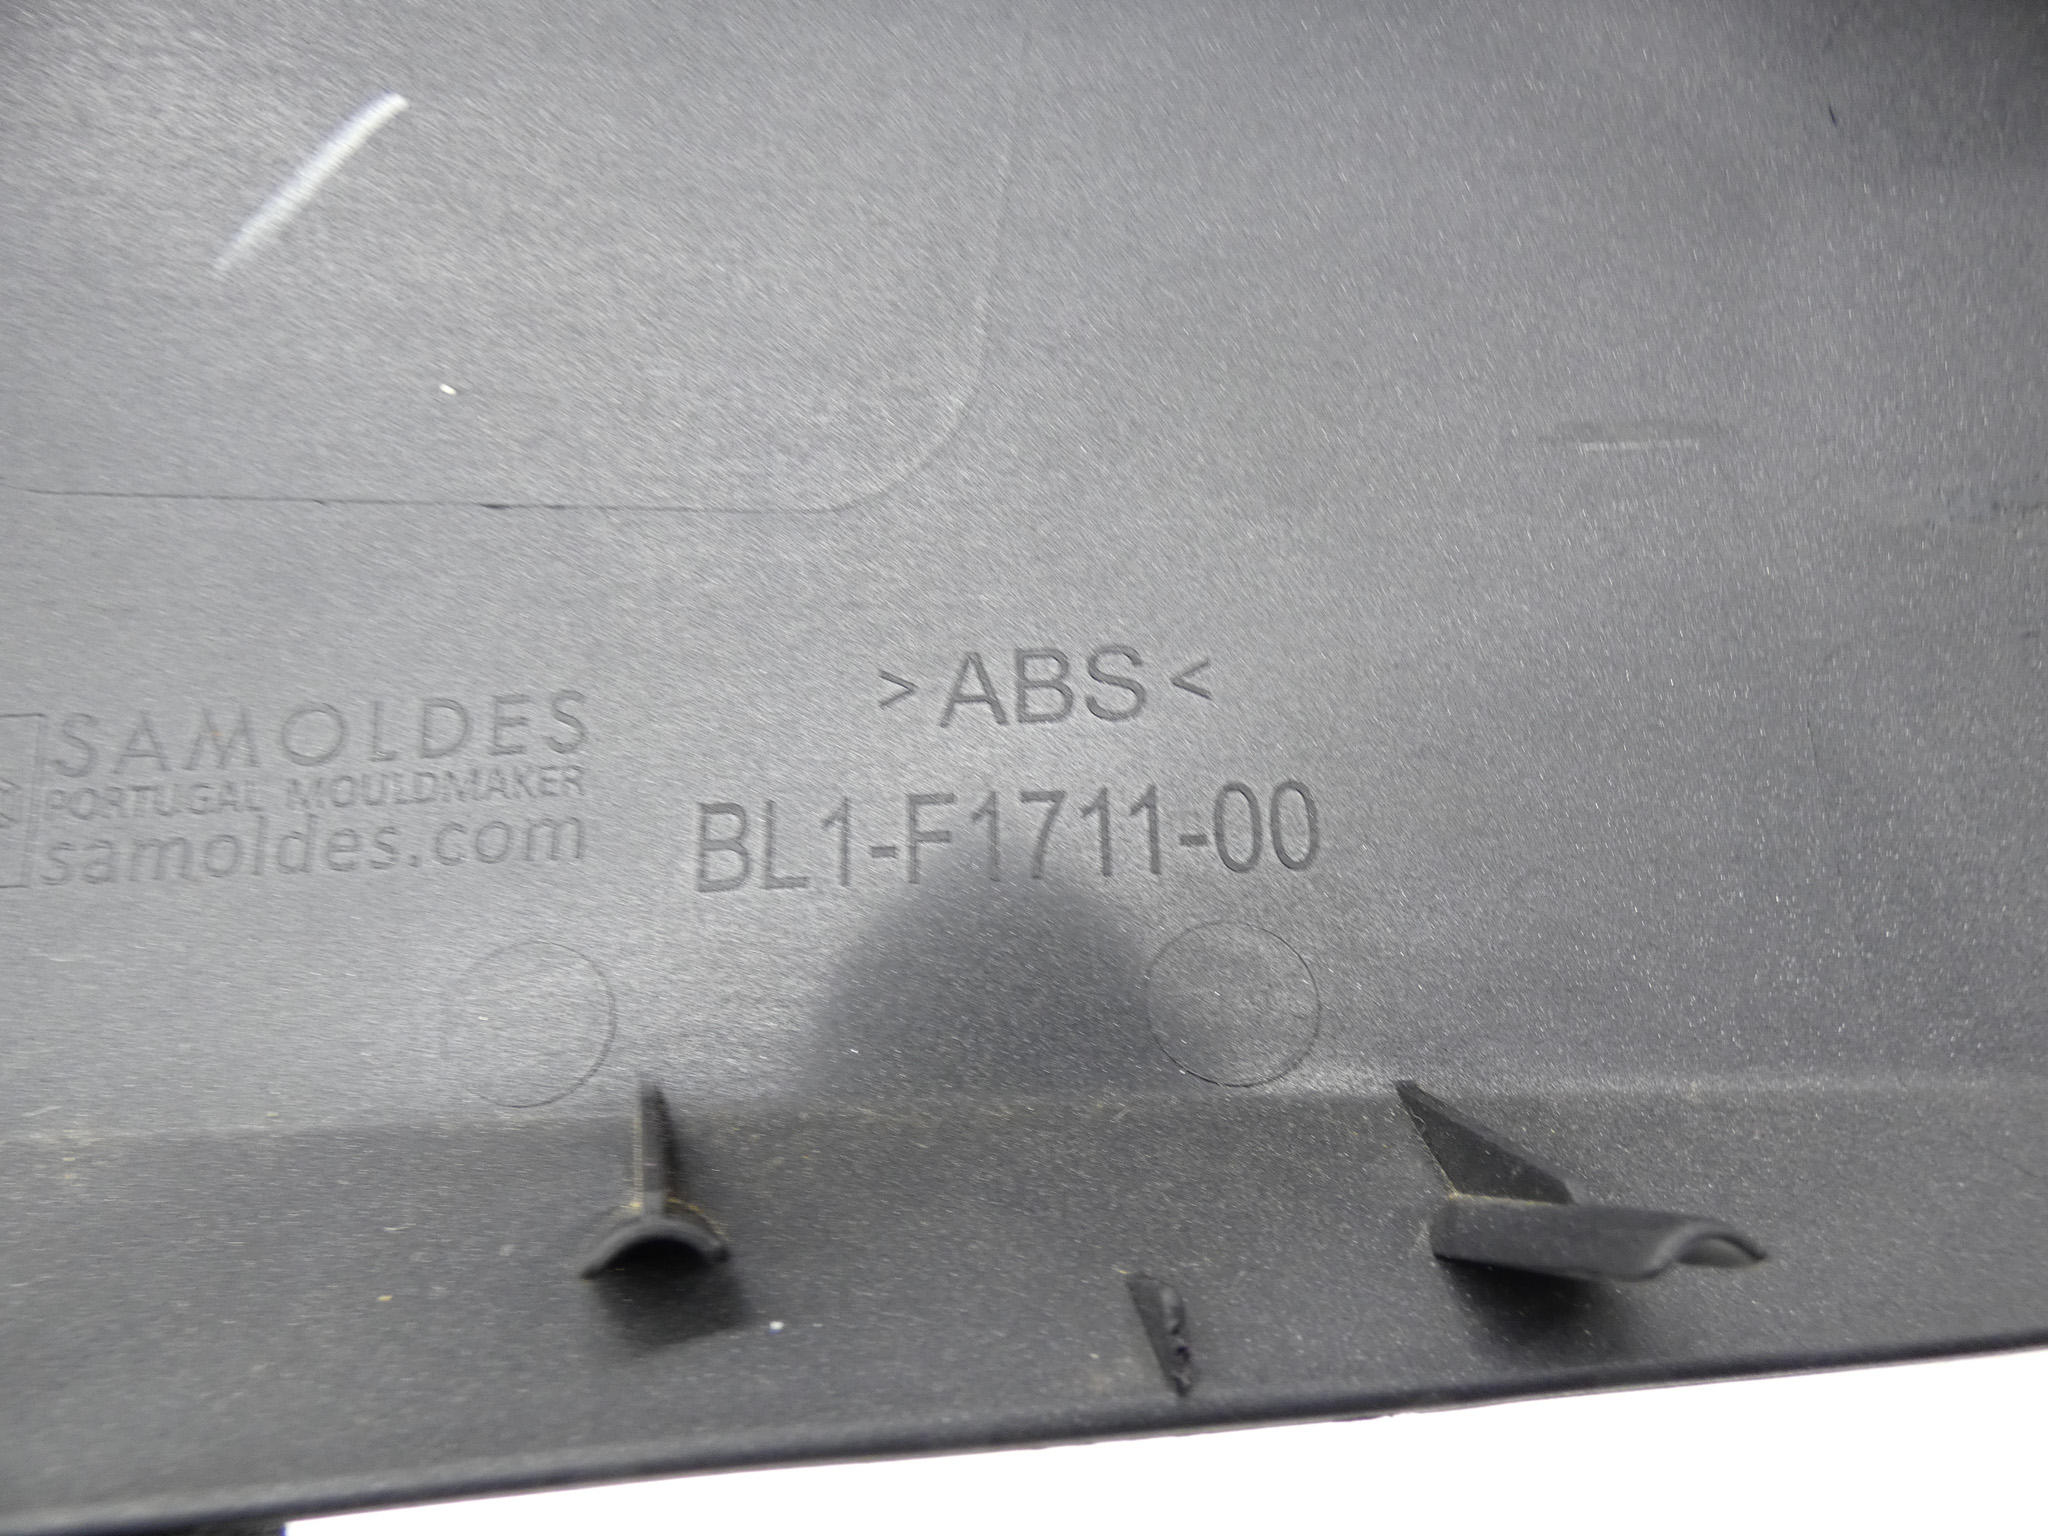 >ABS<
SAMOLDES
PORTUGAL MOULDMAKER
samoldes.com
BL1-F1711-00